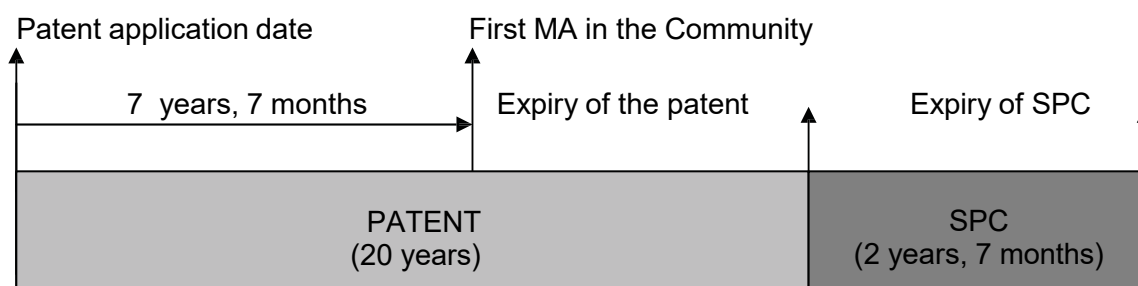 Patent application date
First MA in the Community
7 years, 7 months
Expiry of the patent
Expiry of SPC
PATENT
(20 years)
SPC
(2 years, 7 months)